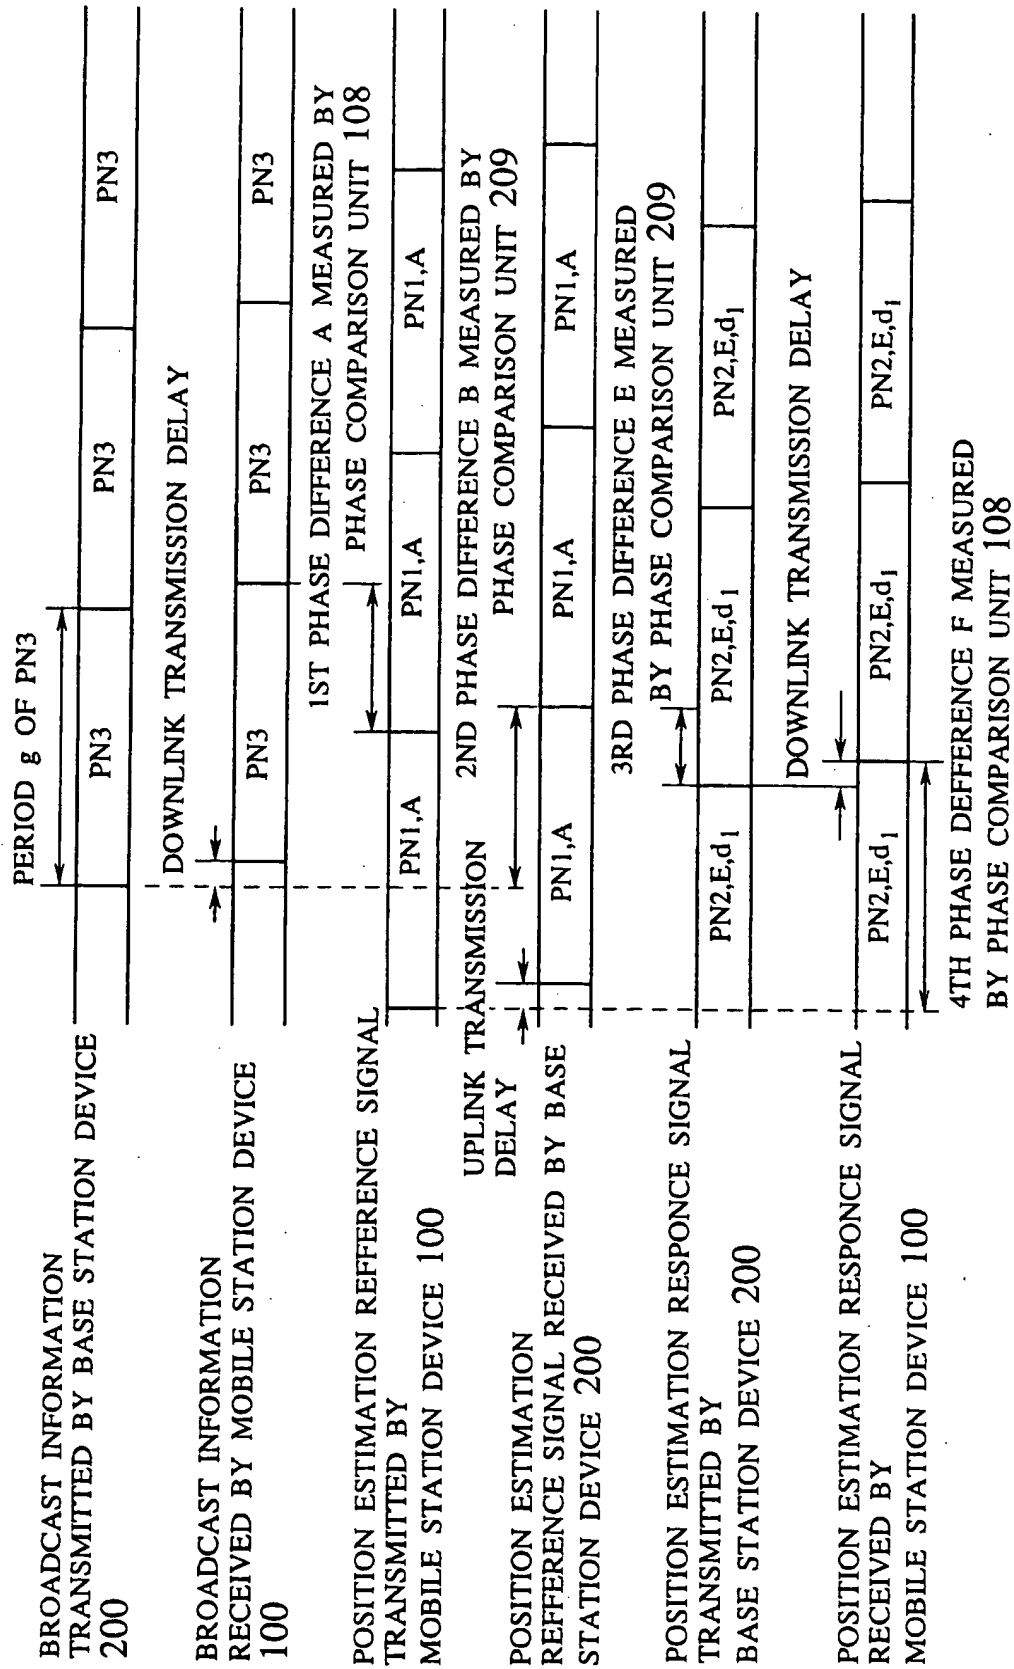 BROADCAST INFORMATION
TRANSMITTED BY BASE STATION DEVICE
200
PERIOD g OF PN3
PN3
PN3
PN3
DOWNLINK TRANSMISSION DELAY
BROADCAST INFORMATION
RECEIVED BY MOBILE STATION DEVICE
100
PN3
PN3
PN3
1ST PHASE DIFFERENCE A MEASURED BY
PHASE COMPARISON UNIT 108
POSITION ESTIMATION REFFERENCE SIGNAL
TRANSMITTED BY
MOBILE STATION DEVICE 100
PN1,A
PN1,A
PN1,A
UPLINK TRANSMISSION
DELAY
2ND PHASE DIFFERENCE B MEASURED BY
PHASE COMPARISON UNIT 209
POSITION ESTIMATION
REFFERENCE SIGNAL RECEIVED BY BASE
STATION DEVICE 200
PN1,A
PN1,A
PN1,A
3RD PHASE DIFFERENCE E MEASURED
BY PHASE COMPARISON UNIT 209
POSITION ESTIMATION RESPONCE SIGNAL
TRANSMITTED BY
BASE STATION DEVICE 200
PN2,E,d1
PN2,E,d1
PN2,E,d1
DOWNLINK TRANSMISSION DELAY
POSITION ESTIMATION RESPONCE SIGNAL
RECEIVED BY
MOBILE STATION DEVICE 100
PN2,E,d1
PN2,E,d1
PN2,E,d1
4TH PHASE DEFFERENCE F MEASURED
BY PHASE COMPARISON UNIT 108